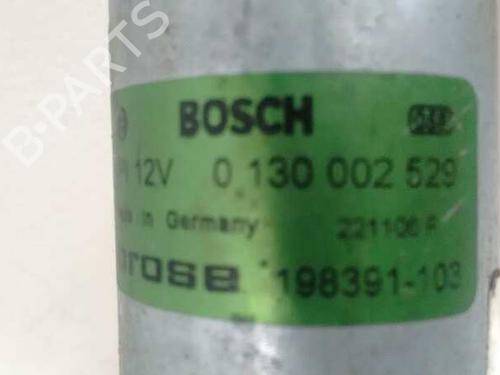 BOSCH
12V 0 130 002 529
in Germany 221106
rose 198391-103
B-PARTS